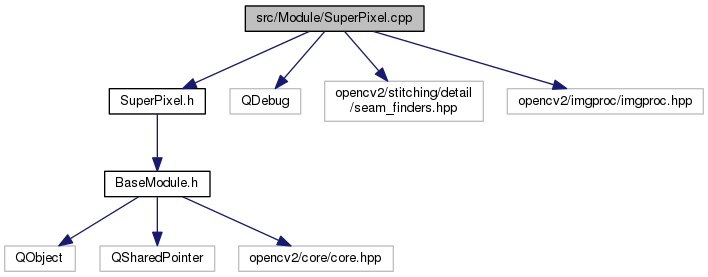 src/Module/SuperPixel.cpp
SuperPixel.h
QDebug
opencv2/stitching/detail
/seam_finders.hpp
opencv2/imgproc/imgproc.hpp
BaseModule.h
QObject
QSharedPointer
opencv2/core/core.hpp